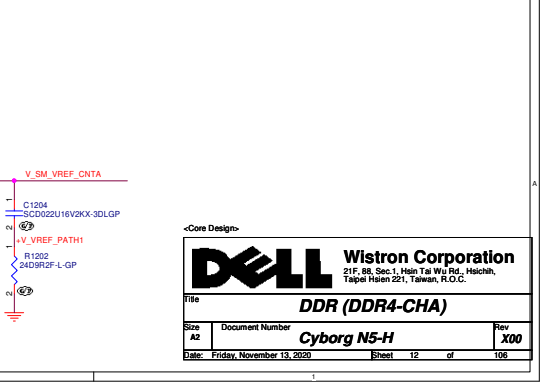 V_SM_VREF_CNTA
A
1
C1204
SCD022U16V2KX-3DLGP
2
+V_VREF_PATH1
1
R1202
24D9R2F-L-GP
2
<Core Design>
DELL
Wistron Corporation
21F, 88, Sec.1, Hsin Tai Wu Rd., Hsichih,
Taipei Hsien 221, Taiwan, R.O.C.
Title
DDR (DDR4-CHA)
Size
A2
Document Number
Cyborg N5-H
Rev
X00
Date: Friday, November 13, 2020
Sheet 12 of 106
1